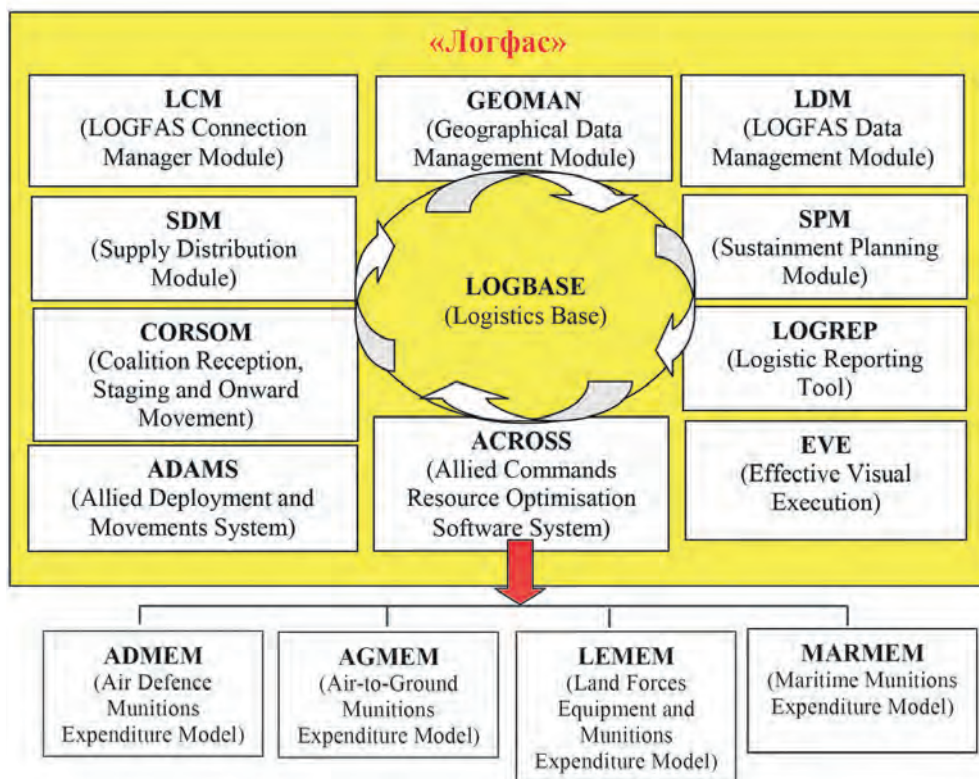 «Логфас»
LCM
(LOGFAS Connection
Manager Module)
GEOMAN
(Geographical Data
Management Module)
LDM
(LOGFAS Data
Management Module)
SDM
(Supply Distribution
Module)
LOGBASE
(Logistics Base)
SPM
(Sustainment Planning
Module)
CORSOM
(Coalition Reception,
Staging and Onward
Movement)
LOGREP
(Logistic Reporting
Tool)
ADAMS
(Allied Deployment and
Movements System)
ACROSS
(Allied Commands
Resource Optimisation
Software System)
EVE
(Effective Visual
Execution)
ADMEM
(Air Defence
Munitions
Expenditure Model)
AGMEM
(Air-to-Ground
Munitions
Expenditure Model)
LEMEM
(Land Forces
Equipment and
Munitions
Expenditure Model)
MARMEM
(Maritime Munitions
Expenditure Model)